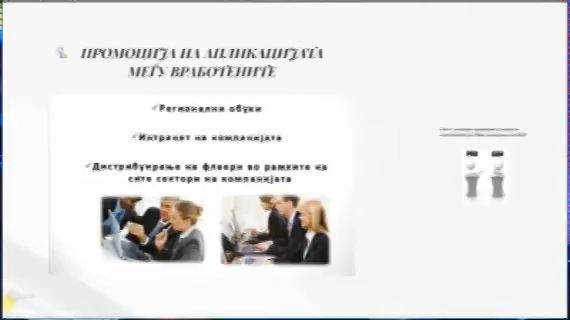 ПРОМОЦИЈА НА АПЛИКАЦИЈАТА
МЕЃУ ВРАБОТЕНИТЕ
✓Регионални обуки
✓Интранет на компанијата
✓Дистрибуирање на флаери во рамките на
сите сектори на компанијата